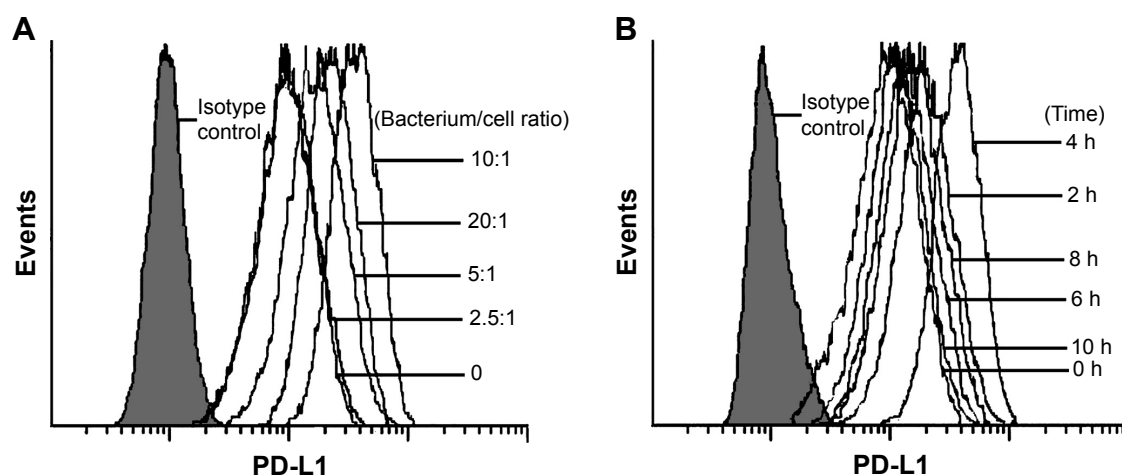 A
Events
Isotype
control
(Bacterium/cell ratio)
10:1
20:1
5:1
2.5:1
0
PD-L1
B
Events
Isotype
control
(Time)
4 h
2 h
8 h
6 h
10 h
0 h
PD-L1